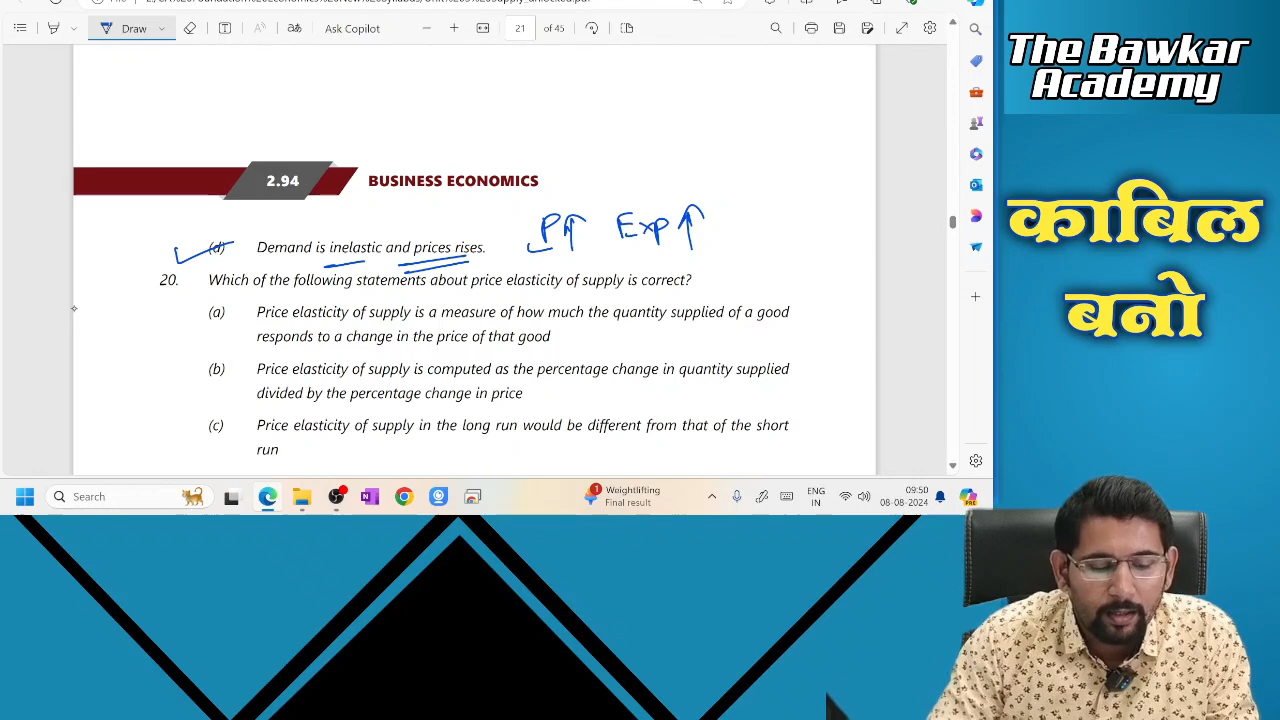 Draw
Ask Copilot
21
of 45
The Bawkar
Academy
2.94
BUSINESS ECONOMICS
P↑ Exp ↑
(d) Demand is inelastic and prices rises.
20. Which of the following statements about price elasticity of supply is correct?
(a) Price elasticity of supply is a measure of how much the quantity supplied of a good
responds to a change in the price of that good
(b) Price elasticity of supply is computed as the percentage change in quantity supplied
divided by the percentage change in price
(c) Price elasticity of supply in the long run would be different from that of the short
run
काबिल
बनो
Search
1
Weightlifting
Final result
ENG
IN
09:50
08-08-2024
PRE